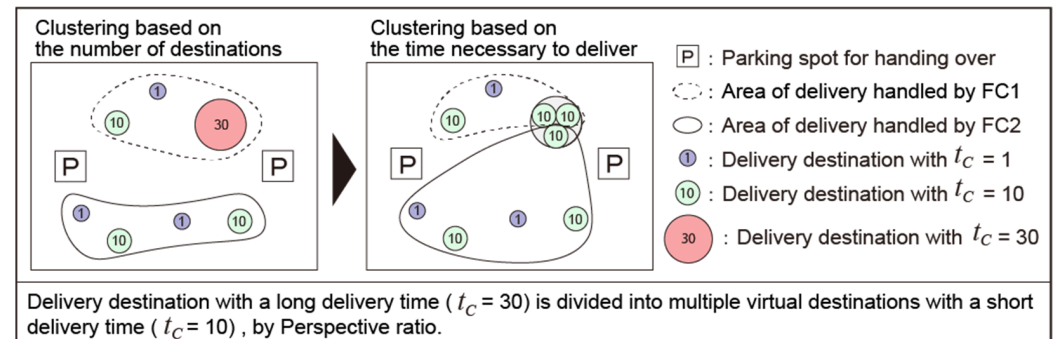 Clustering based on
the number of destinations
1
10
30
P
P
1
1
10
10
Clustering based on
the time necessary to deliver
1
10
10 10
10
P
P
1
1
10
10
P : Parking spot for handing over
: Area of delivery handled by FC1
: Area of delivery handled by FC2
1 : Delivery destination with tC = 1
10 : Delivery destination with tC = 10
30 : Delivery destination with tC = 30
Delivery destination with a long delivery time ( tC = 30) is divided into multiple virtual destinations with a short
delivery time ( tC = 10) , by Perspective ratio.